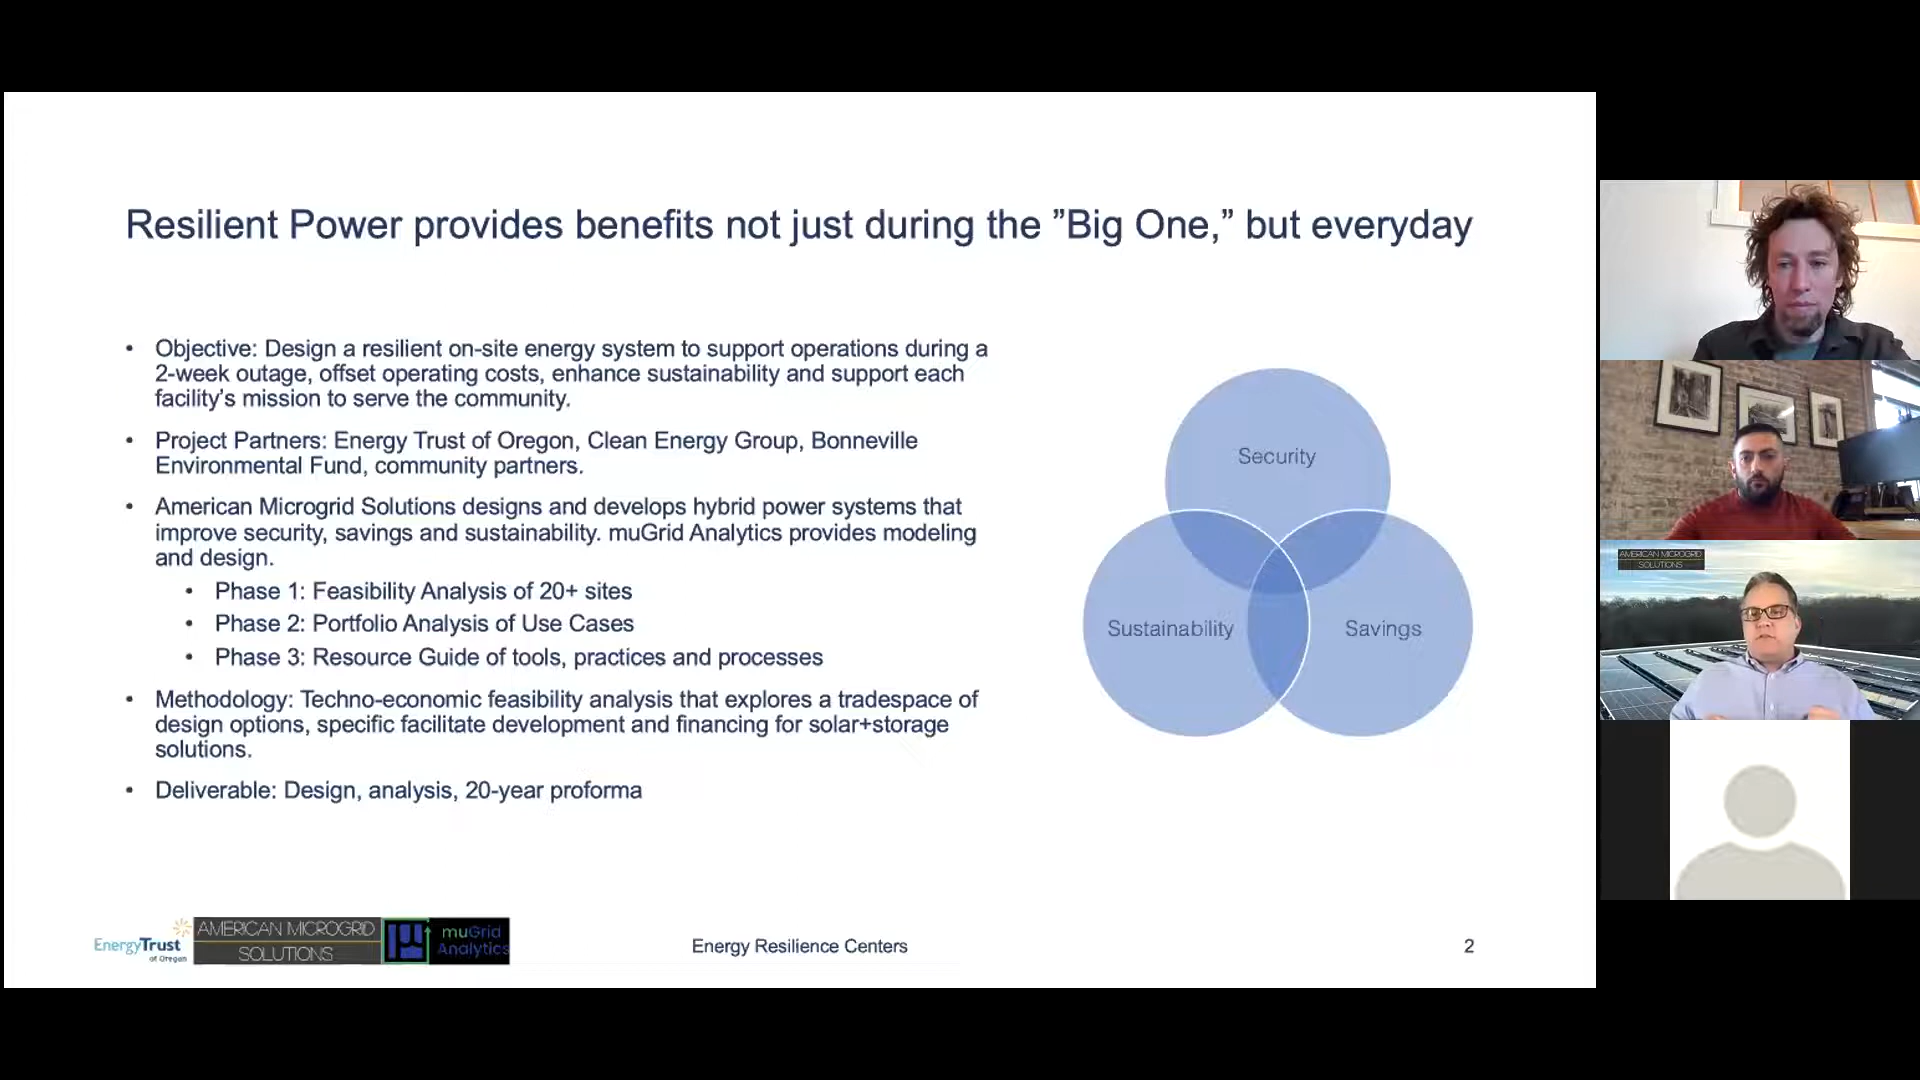 Resilient Power provides benefits not just during the ”Big One,” but everyday
• Objective: Design a resilient on-site energy system to support operations during a
2-week outage, offset operating costs, enhance sustainability and support each
facility’s mission to serve the community.
• Project Partners: Energy Trust of Oregon, Clean Energy Group, Bonneville
Environmental Fund, community partners.
• American Microgrid Solutions designs and develops hybrid power systems that
improve security, savings and sustainability. muGrid Analytics provides modeling
and design.
• Phase 1: Feasibility Analysis of 20+ sites
• Phase 2: Portfolio Analysis of Use Cases
• Phase 3: Resource Guide of tools, practices and processes
• Methodology: Techno-economic feasibility analysis that explores a tradespace of
design options, specific facilitate development and financing for solar+storage
solutions.
• Deliverable: Design, analysis, 20-year proforma
Security
Sustainability
Savings
EnergyTrust
of Oregon
AMERICAN MICROGRID
SOLUTIONS
muGrid
Analytics
Energy Resilience Centers
2
AMERICAN MICROGRID
SOLUTIONS